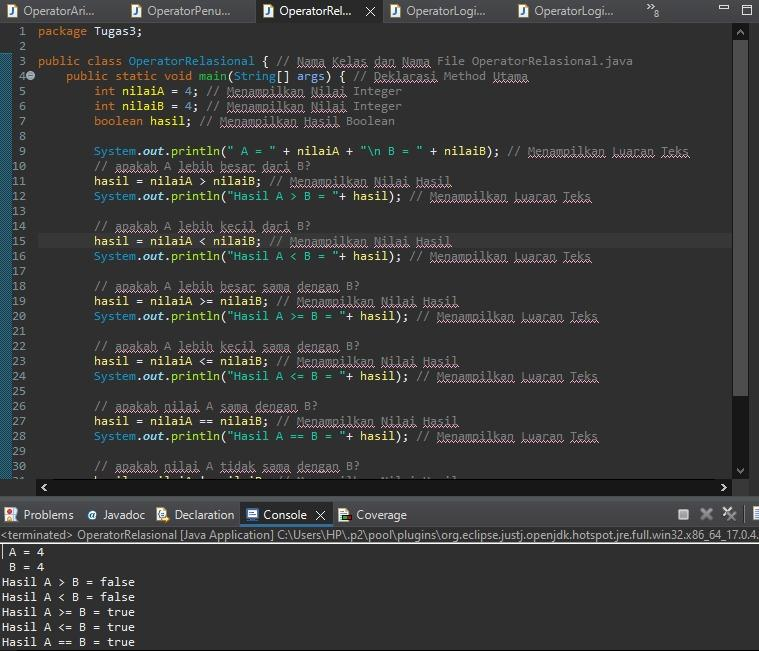 OperatorAri...
OperatorPenu...
OperatorRel...
OperatorLogi...
OperatorLogi...
»8
1 package Tugas3;
2
3 public class OperatorRelasional { // Nama Kelas dan Nama File OperatorRelasional.java
4 public static void main(String[] args) { // Deklarasi Method Utama
5 int nilaiA = 4; // Menampilkan Nilai Integer
6 int nilaiB = 4; // Menampilkan Nilai Integer
7 boolean hasil; // Menampilkan Hasil Boolean
8
9 System.out.println(" A = " + nilaiA + "\n B = " + nilaiB); // Menampilkan Luaran Teks
10 // apakah A lebih besar dari B?
11 hasil = nilaiA > nilaiB; // Menampilkan Nilai Hasil
12 System.out.println("Hasil A > B = "+ hasil); // Menampilkan Luaran Teks
13
14 // apakah A lebih kecil dari B?
15 hasil = nilaiA < nilaiB; // Menampilkan Nilai Hasil
16 System.out.println("Hasil A < B = "+ hasil); // Menampilkan Luaran Teks
17
18 // apakah A lebih besar sama dengan B?
19 hasil = nilaiA >= nilaiB; // Menampilkan Nilai Hasil
20 System.out.println("Hasil A >= B = "+ hasil); // Menampilkan Luaran Teks
21
22 // apakah A lebih kecil sama dengan B?
23 hasil = nilaiA <= nilaiB; // Menampilkan Nilai Hasil
24 System.out.println("Hasil A <= B = "+ hasil); // Menampilkan Luaran Teks
25
26 // apakah nilai A sama dengan B?
27 hasil = nilaiA == nilaiB; // Menampilkan Nilai Hasil
28 System.out.println("Hasil A == B = "+ hasil); // Menampilkan Luaran Teks
29
30 // apakah nilai A tidak sama dengan B?
Problems
Javadoc
Declaration
Console
Coverage
<terminated> OperatorRelasional [Java Application] C:\Users\HP\.p2\pool\plugins\org.eclipse.justj.openjdk.hotspot.jre.full.win32.x86_64_17.0.4.
A = 4
B = 4
Hasil A > B = false
Hasil A < B = false
Hasil A >= B = true
Hasil A <= B = true
Hasil A == B = true